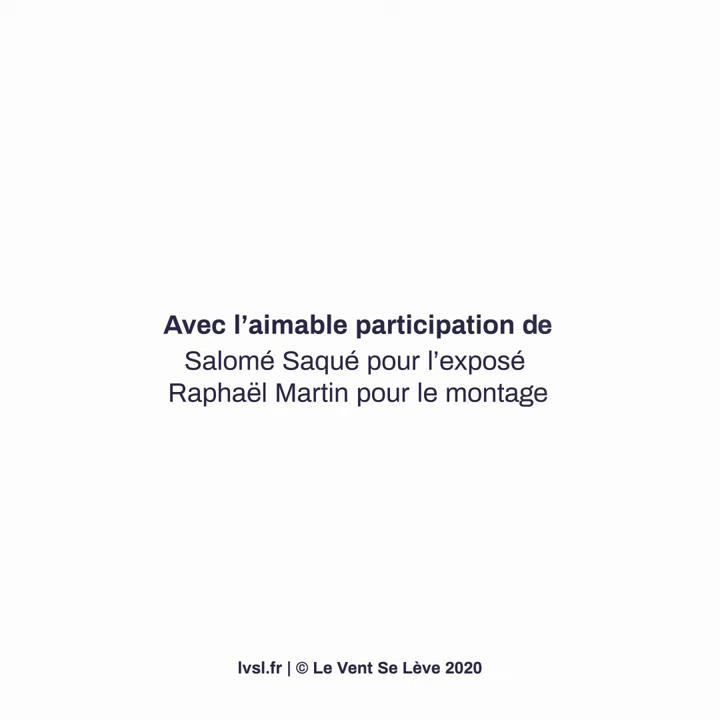 Avec l’aimable participation de
Salomé Saqué pour l’exposé
Raphaël Martin pour le montage
lvsl.fr | © Le Vent Se Lève 2020